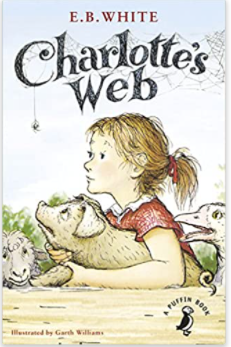 E.B. WHITE
Charlotte's
Web
A PUFFIN BOOK
Illustrated by Garth Williams